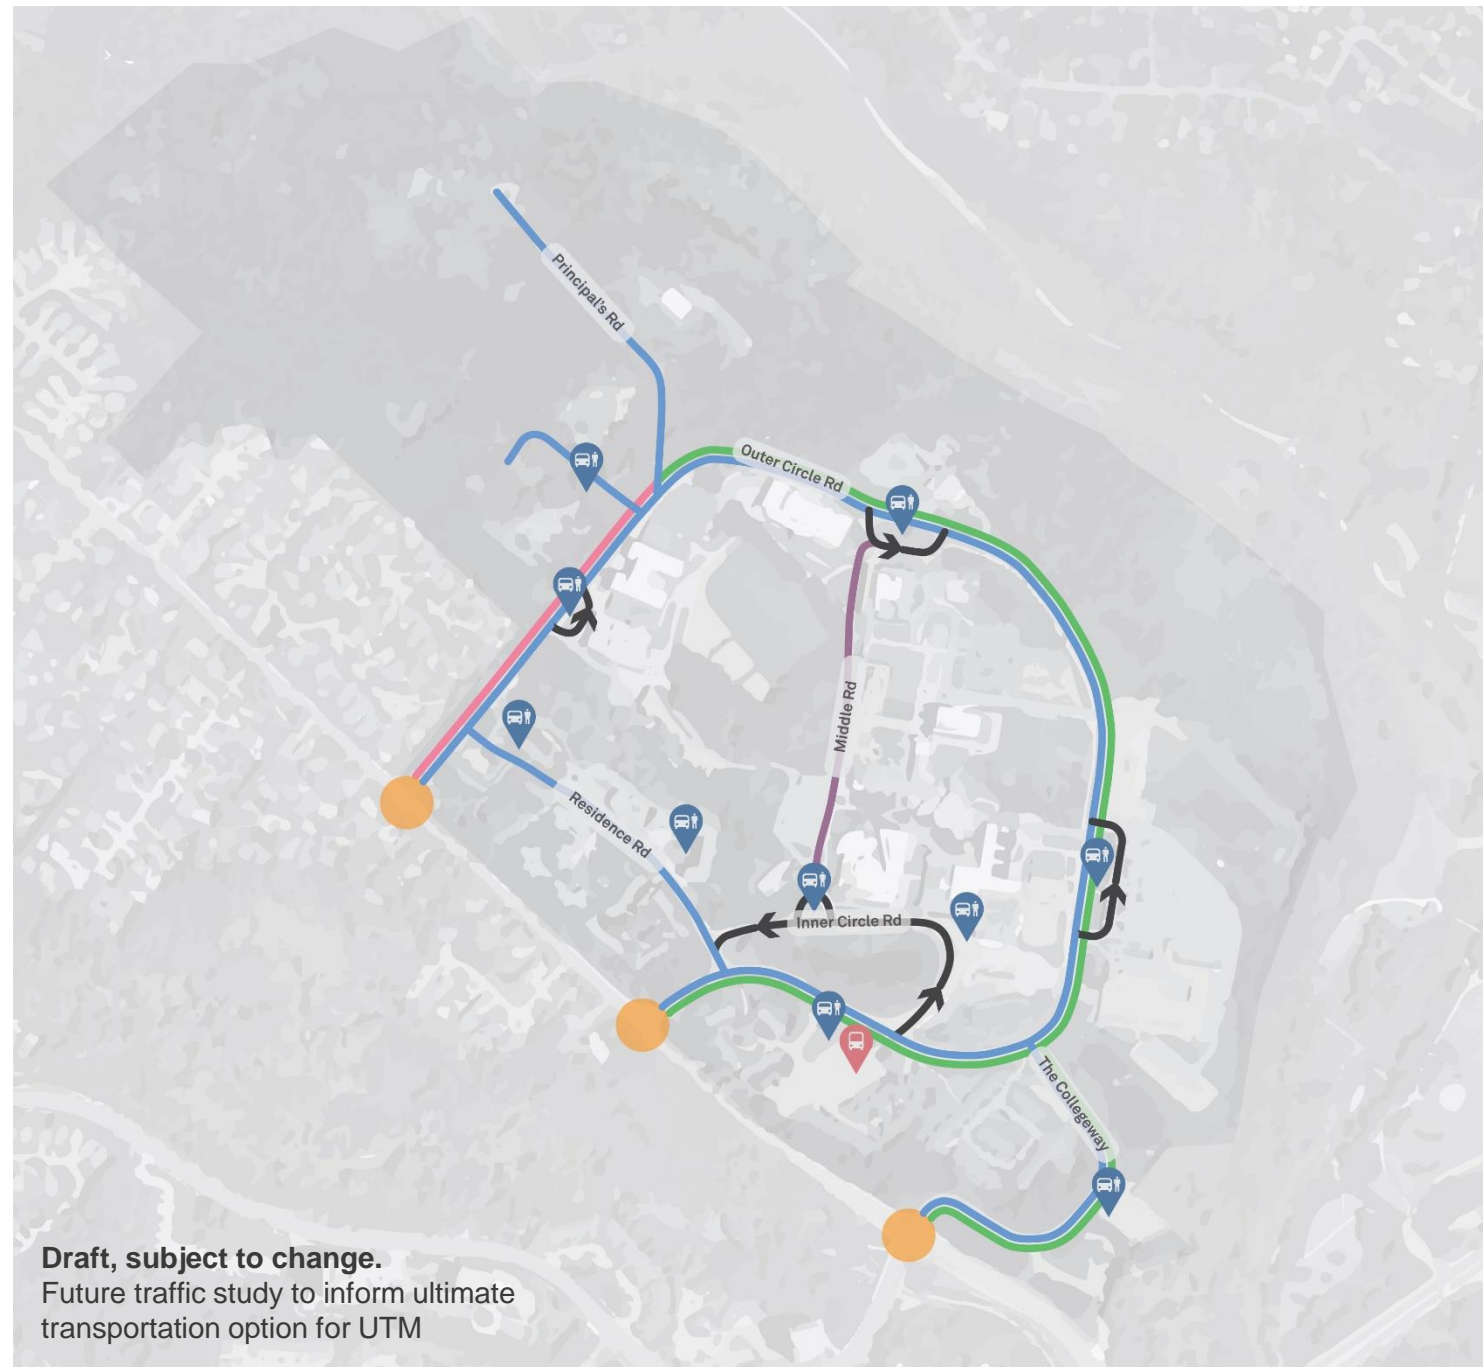 Principal's Rd
Outer Circle Rd
Middle Rd
Residence Rd
Inner Circle Rd
The Collegeway
Draft, subject to change.
Future traffic study to inform ultimate
transportation option for UTM